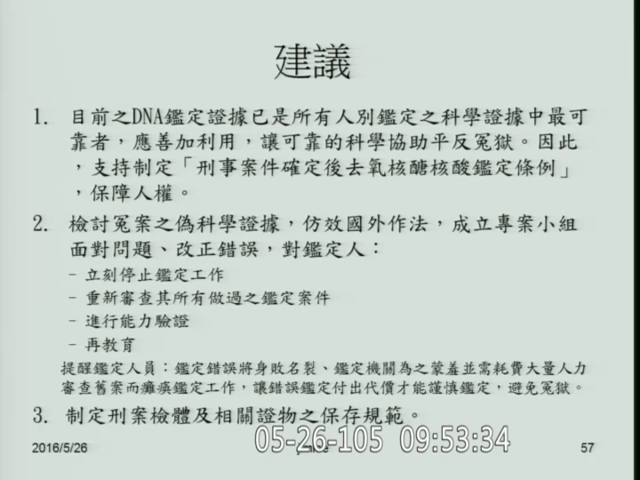 建議
1. 目前之DNA鑑定證據已是所有人別鑑定之科學證據中最可
靠者，應善加利用，讓可靠的科學協助平反冤獄。因此
，支持制定「刑事案件確定後去氧核醣核酸鑑定條例」
，保障人權。
2. 檢討冤案之偽科學證據，仿效國外作法，成立專案小組
面對問題、改正錯誤，對鑑定人：
- 立刻停止鑑定工作
- 重新審查其所有做過之鑑定案件
- 進行能力驗證
- 再教育
提醒鑑定人員：鑑定錯誤將身敗名裂、鑑定機關為之蒙羞並需耗費大量人力
審查舊案而癱瘓鑑定工作，讓錯誤鑑定付出代價才能謹慎鑑定，避免冤獄。
3. 制定刑案檢體及相關證物之保存規範。
2016/5/26
05-26-105 09:53:34
57